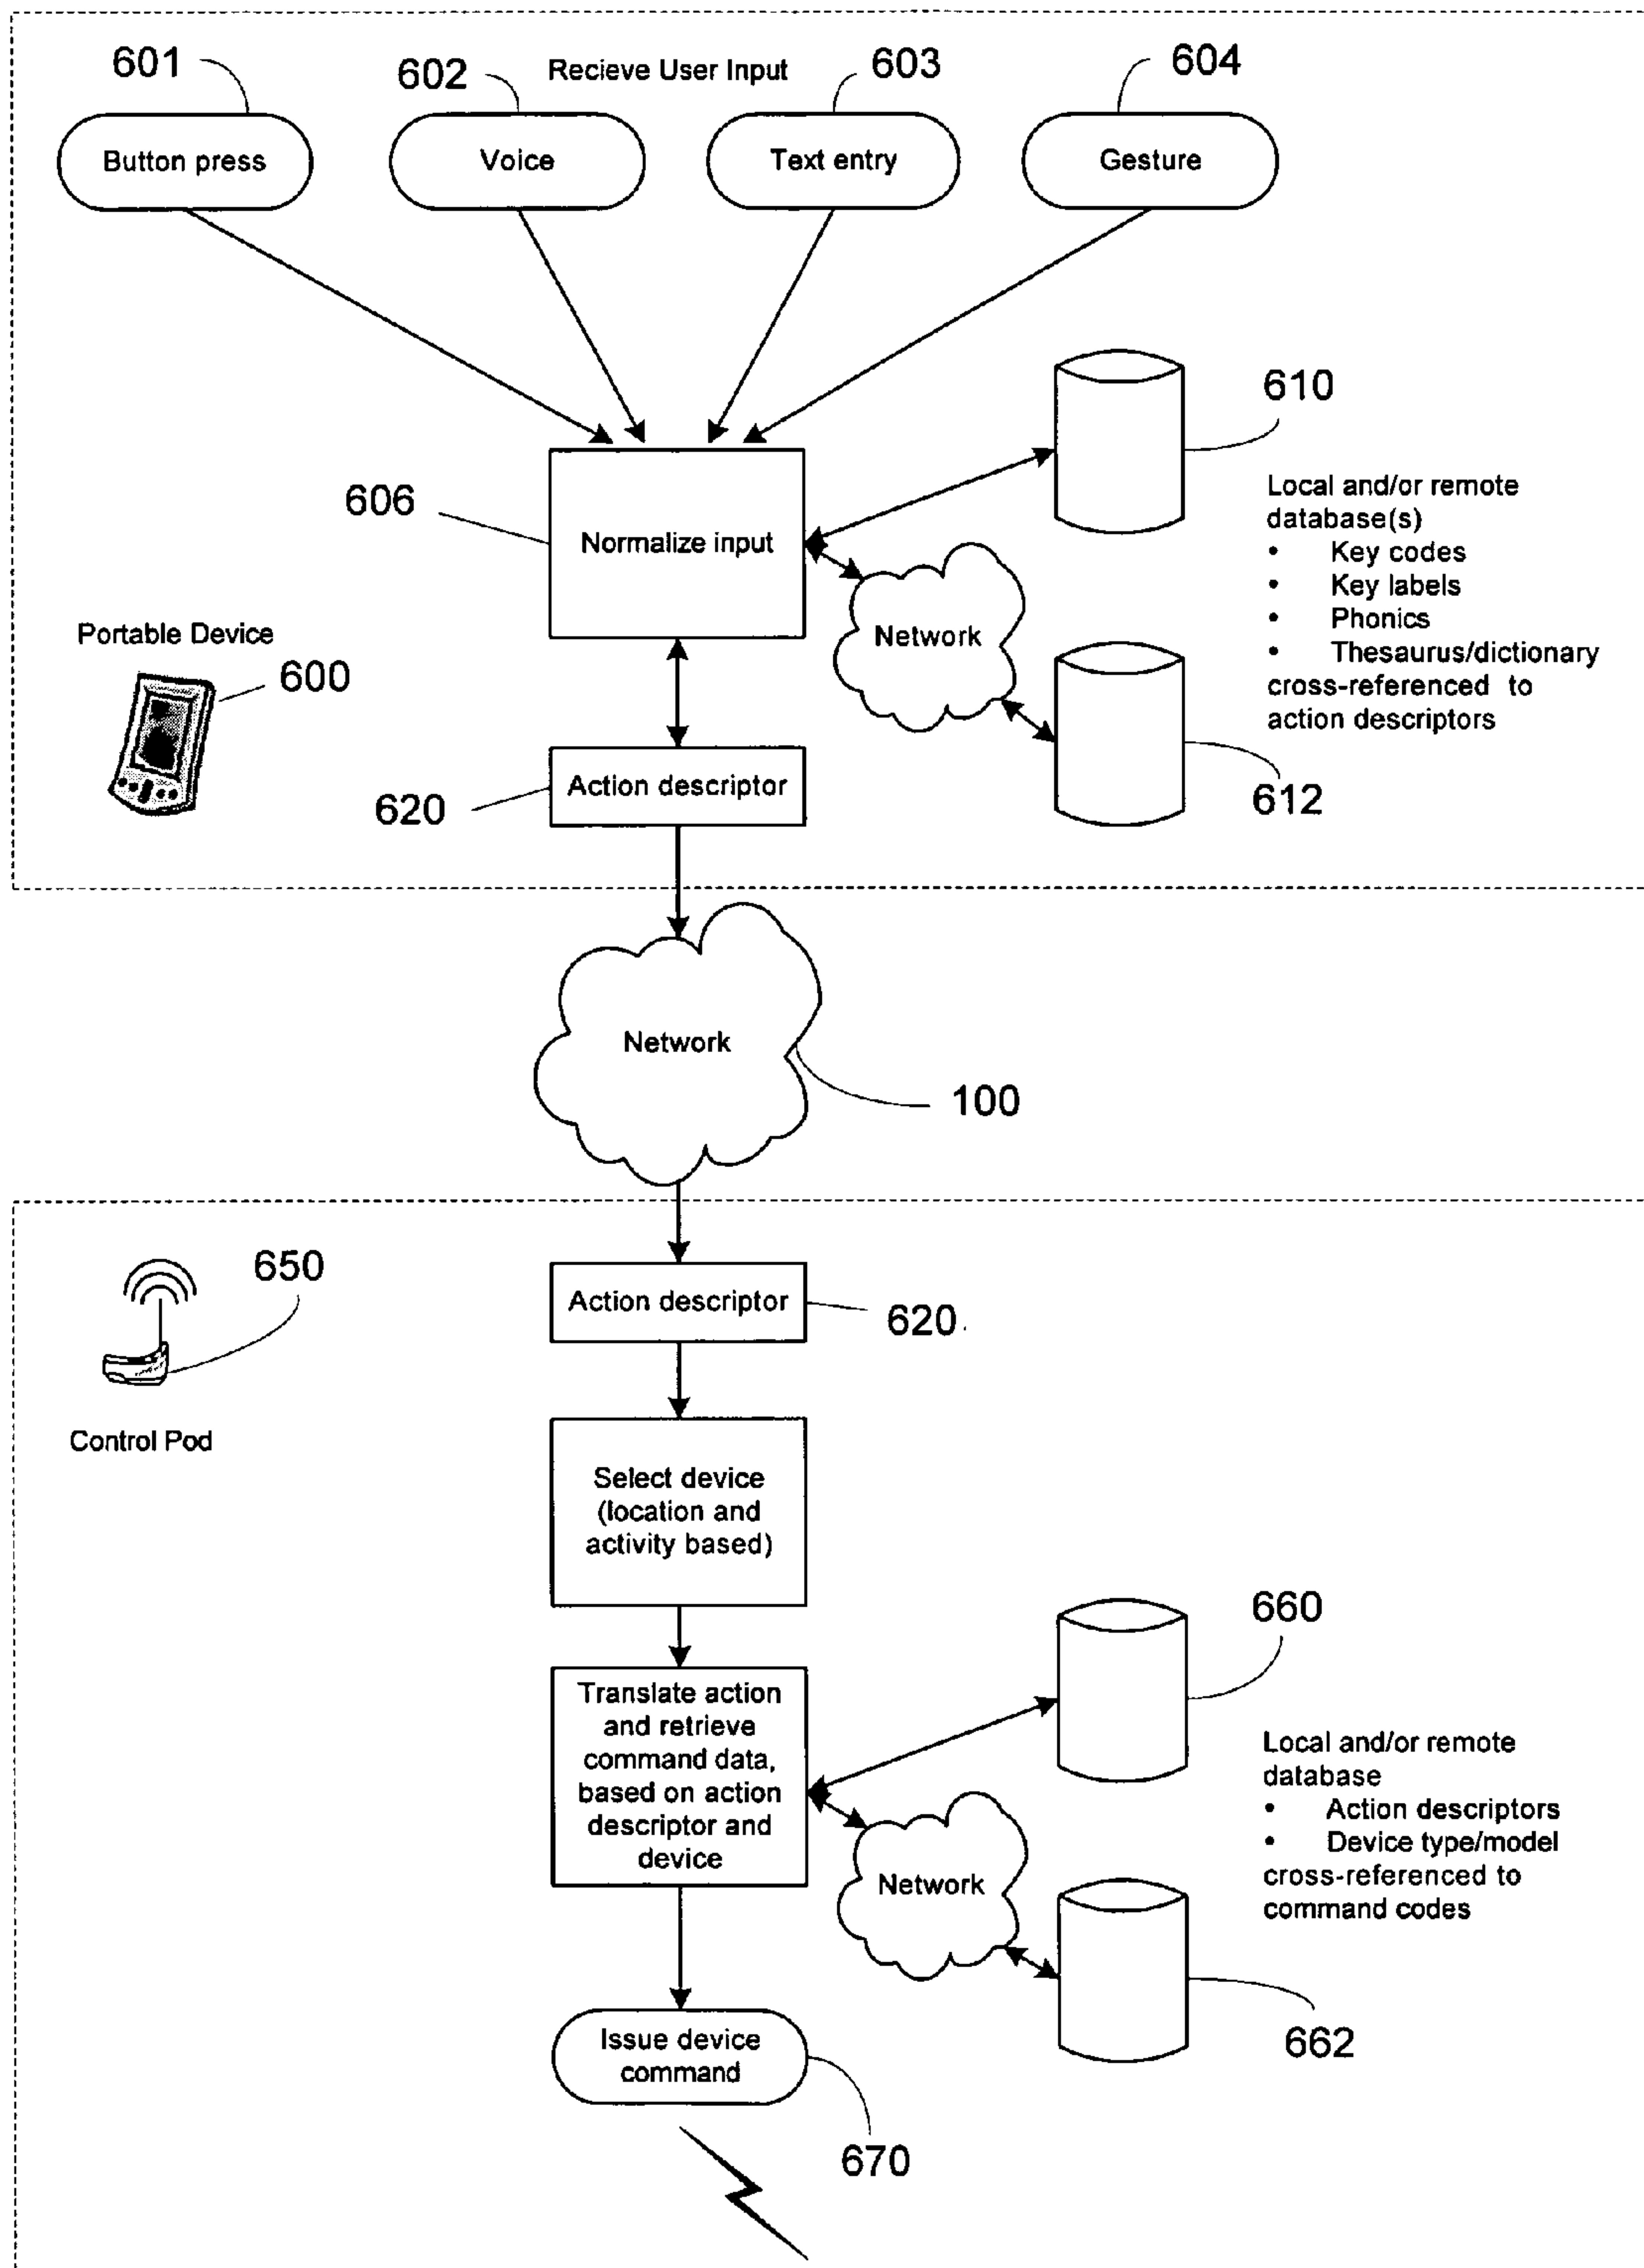 601
602
Recieve User Input
603
604
Button press
Voice
Text entry
Gesture
610
606
Normalize input
Local and/or remote
database(s)
• Key codes
• Key labels
• Phonics
• Thesaurus/dictionary
cross-referenced to
action descriptors
Network
Portable Device
600
Action descriptor
620
612
Network
100
650
Action descriptor
620
Control Pod
Select device
(location and
activity based)
660
Translate action
and retrieve
command data,
based on action
descriptor and
device
Local and/or remote
database
• Action descriptors
• Device type/model
cross-referenced to
command codes
Network
Issue device
command
662
670